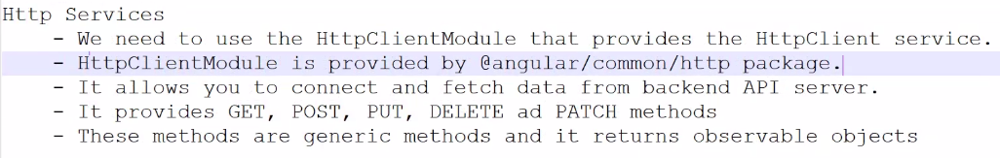 Http Services
- We need to use the HttpClientModule that provides the HttpClient service.
- HttpClientModule is provided by @angular/common/http package.
- It allows you to connect and fetch data from backend API server.
- It provides GET, POST, PUT, DELETE ad PATCH methods
- These methods are generic methods and it returns observable objects